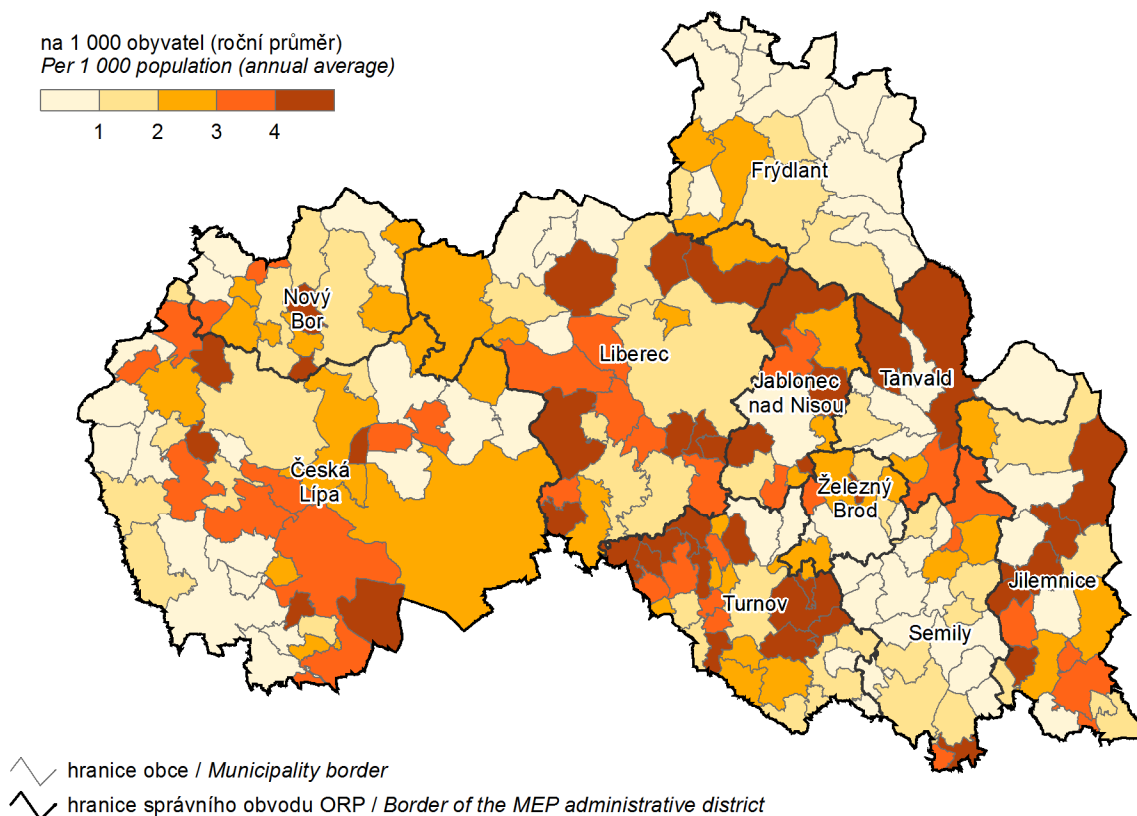 na 1 000 obyvatel (roční průměr)
Per 1 000 population (annual average)
1 2 3 4
Frýdlant
Nový
Bor
Liberec
Jablonec
nad Nisou
Tanvald
Česká
Lípa
Železný
Brod
Turnov
Semily
Jilemnice
hranice obce / Municipality border
hranice správního obvodu ORP / Border of the MEP administrative district